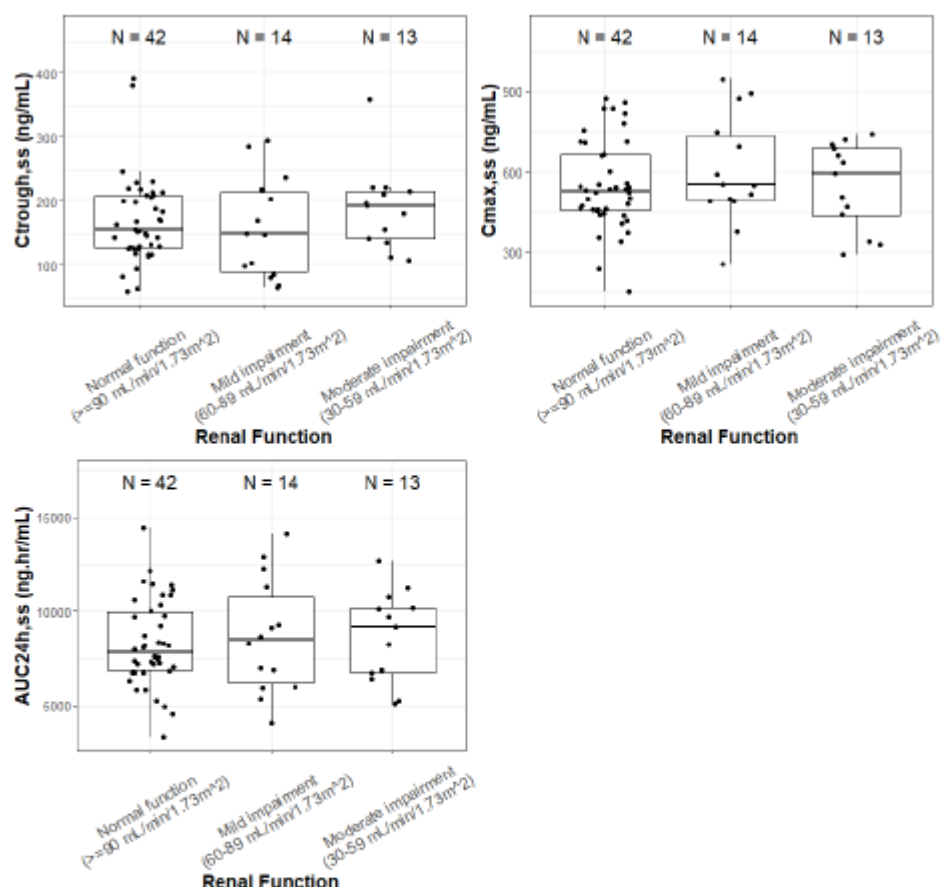 N = 42 N = 14 N = 13
Ctrough,ss (ng/mL)
400
300
200
100
Normal function
(>=90 mL/min/1.73m^2)
Mild impairment
(60-89 mL/min/1.73m^2)
Moderate impairment
(30-59 mL/min/1.73m^2)
Renal Function
N = 42 N = 14 N = 13
Cmax,ss (ng/mL)
900
600
300
Normal function
(>=90 mL/min/1.73m^2)
Mild impairment
(60-89 mL/min/1.73m^2)
Moderate impairment
(30-59 mL/min/1.73m^2)
Renal Function
N = 42 N = 14 N = 13
AUC24h,ss (ng.hr/mL)
15000
10000
5000
Normal function
(>=90 mL/min/1.73m^2)
Mild impairment
(60-89 mL/min/1.73m^2)
Moderate impairment
(30-59 mL/min/1.73m^2)
Renal Function